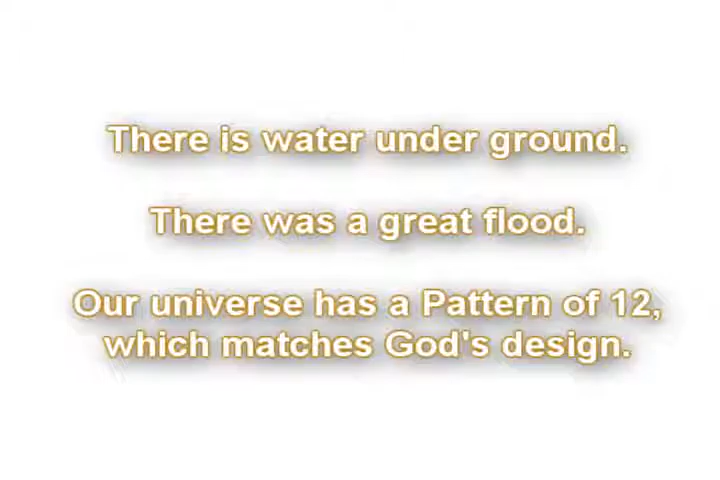 There is water under ground.
There was a great flood.
Our universe has a Pattern of 12,
which matches God's design.